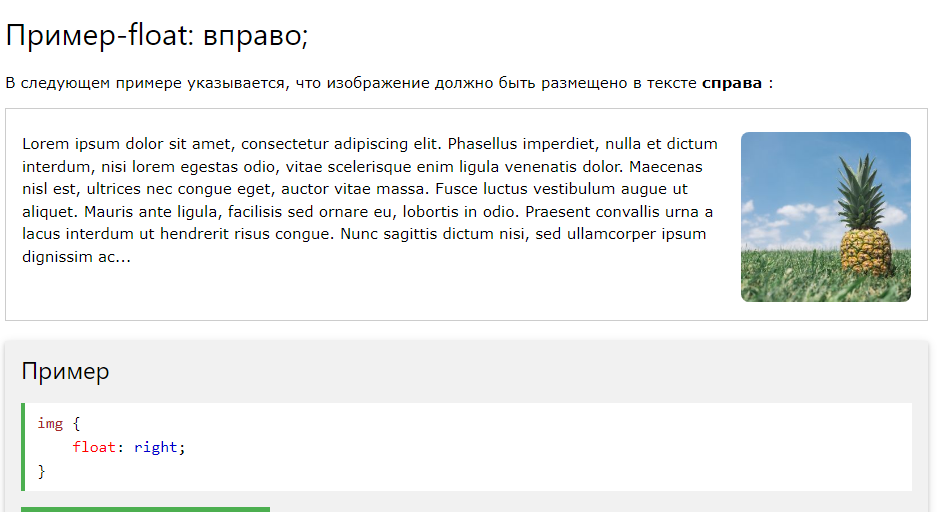 Пример-float: вправо;
В следующем примере указывается, что изображение должно быть размещено в тексте справа :
Lorem ipsum dolor sit amet, consectetur adipiscing elit. Phasellus imperdiet, nulla et dictum
interdum, nisi lorem egestas odio, vitae scelerisque enim ligula venenatis dolor. Maecenas
nisl est, ultrices nec congue eget, auctor vitae massa. Fusce luctus vestibulum augue ut
aliquet. Mauris ante ligula, facilisis sed ornare eu, lobortis in odio. Praesent convallis urna a
lacus interdum ut hendrerit risus congue. Nunc sagittis dictum nisi, sed ullamcorper ipsum
dignissim ac...
Пример
img {
    float: right;
}